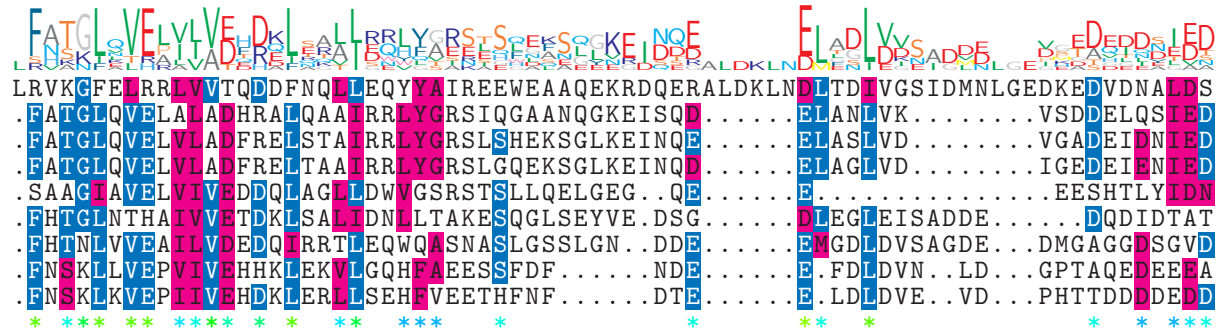 LRVKGFELRRLVVTQDDFNQLLEQYYAIREEWEAAQEKRDQERALDKLNDLTDIVGSIDMNLGEDKEDVDNALDS
.FATGLQVELALADHRALQAAIRRLYGRSIQGAANQGKEISQD......ELANLVK........VSDDELQSIED
.FATGLQVELVLADFRELSTAIRRLYGRSLSHEKSGLKEINQE......ELASLVD........VGADEIDNIED
.FATGLQVELVLADFRELTAAIRRLYGRSLGQEKSGLKEINQD......ELAGLVD........IGEDEIENIED
.SAAGIAVELVIVEDDQLAGLLDWVGSRSTSLLQELGEG..QE......E...............EESHTLYIDN
.FHTGLNTHAIVVETDKLSALIDNLLTAKESQGLSEYVE.DSG......DLEGLEISADDE......DQDIDTAT
.FHTNLVVEAILVDEDQIRRTLEQWQASNASLGSSLGN..DDE......EMGDLDVSAGDE...DMGAGGDSGVD
.FNSKLLVEPVIVEHHKLEKVLGQHFAEESSFDF......NDE......E.FDLDVN..LD...GPTAQEDEEEA
.FNSKLKVEPIIVEHDKLERLLSEHFVEETHFNF......DTE......E.LDLDVE..VD...PHTTDDDDEDD